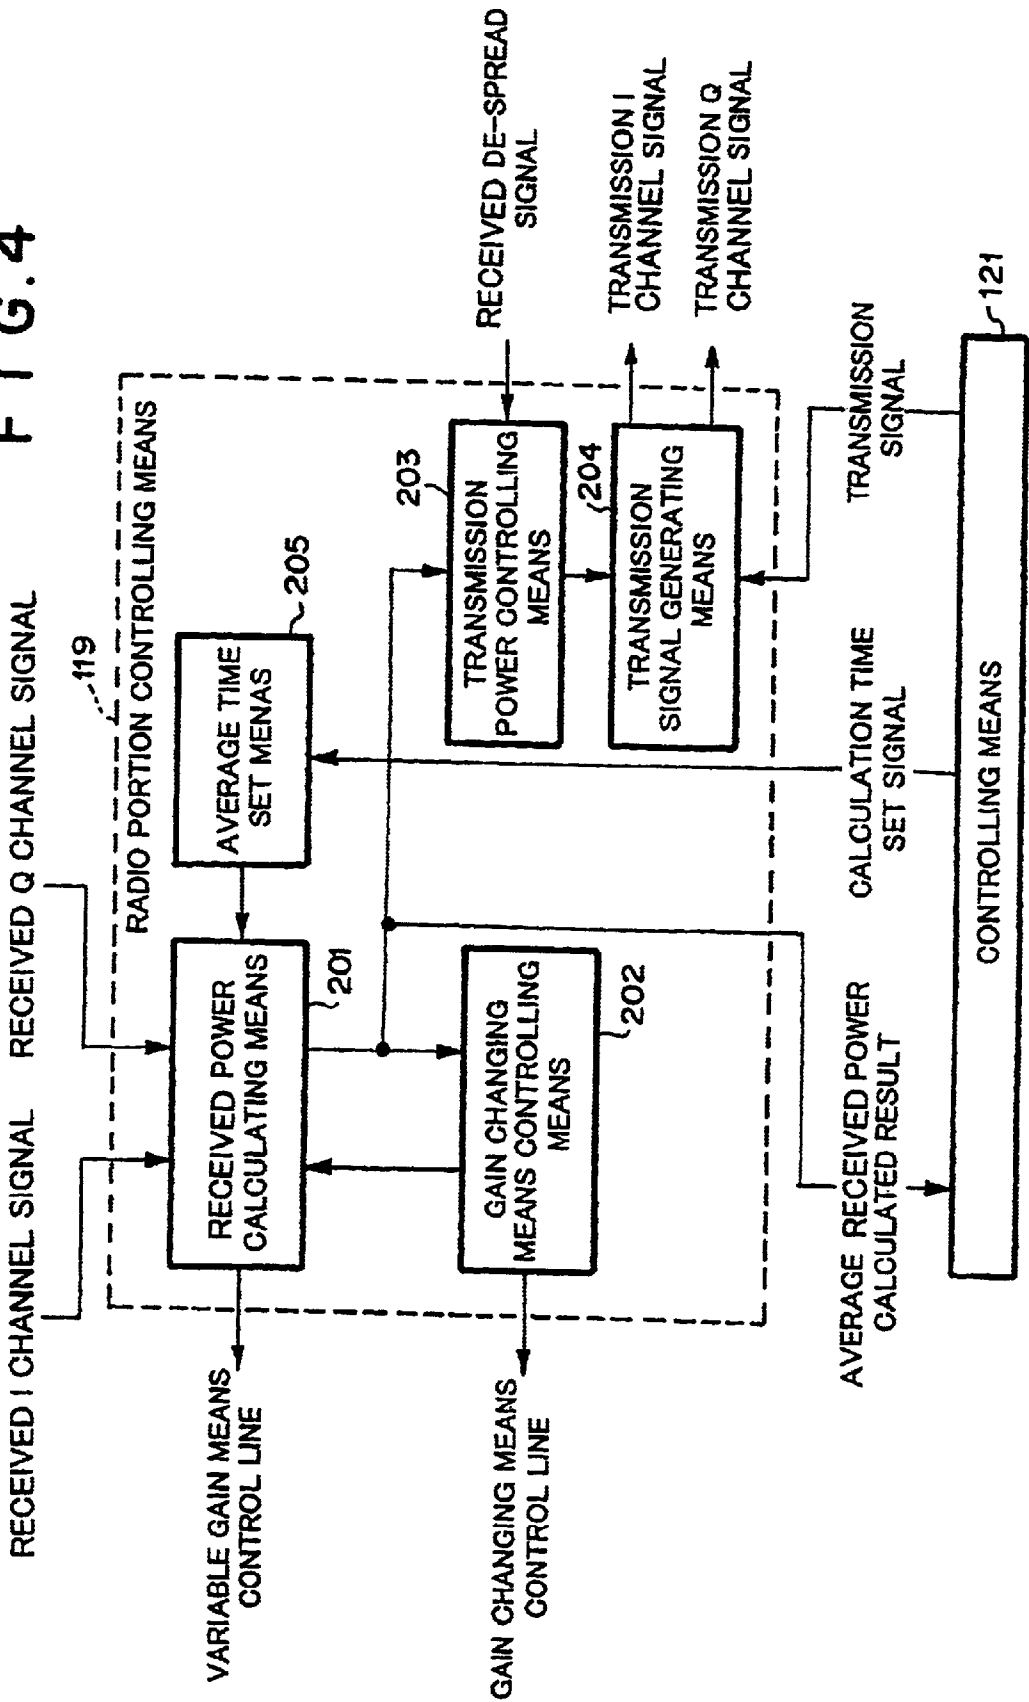 F I G . 4
RECEIVED I CHANNEL SIGNAL
RECEIVED Q CHANNEL SIGNAL
119
RADIO PORTION CONTROLLING MEANS
VARIABLE GAIN MEANS
CONTROL LINE
RECEIVED POWER
CALCULATING MEANS
201
AVERAGE TIME
SET MENAS
205
GAIN CHANGING MEANS
CONTROL LINE
GAIN CHANGING
MEANS CONTROLLING
MEANS
202
203
TRANSMISSION
POWER CONTROLLING
MEANS
RECEIVED DE-SPREAD
SIGNAL
204
TRANSMISSION
SIGNAL GENERATING
MEANS
TRANSMISSION I
CHANNEL SIGNAL
TRANSMISSION Q
CHANNEL SIGNAL
AVERAGE RECEIVED POWER
CALCULATED RESULT
CALCULATION TIME
SET SIGNAL
TRANSMISSION
SIGNAL
CONTROLLING MEANS
121